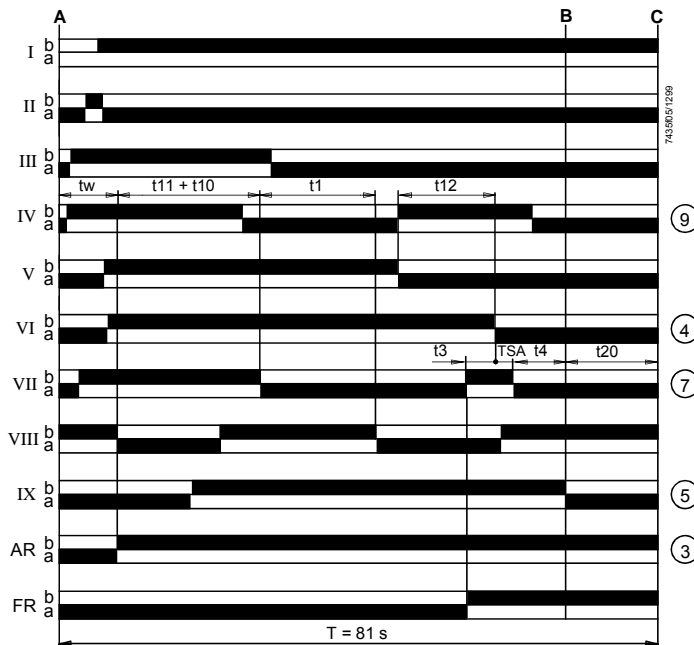 A B C
I b
a
II b
a
7435f05/1299
III b
a
tw t11 + t10 t1 t12
IV b
a 9
V b
a
VI b
a 4
t3 TSA t4 t20
VII b
a 7
VIII b
a
IX b
a 5
AR b
a 3
FR b
a
T = 81 s